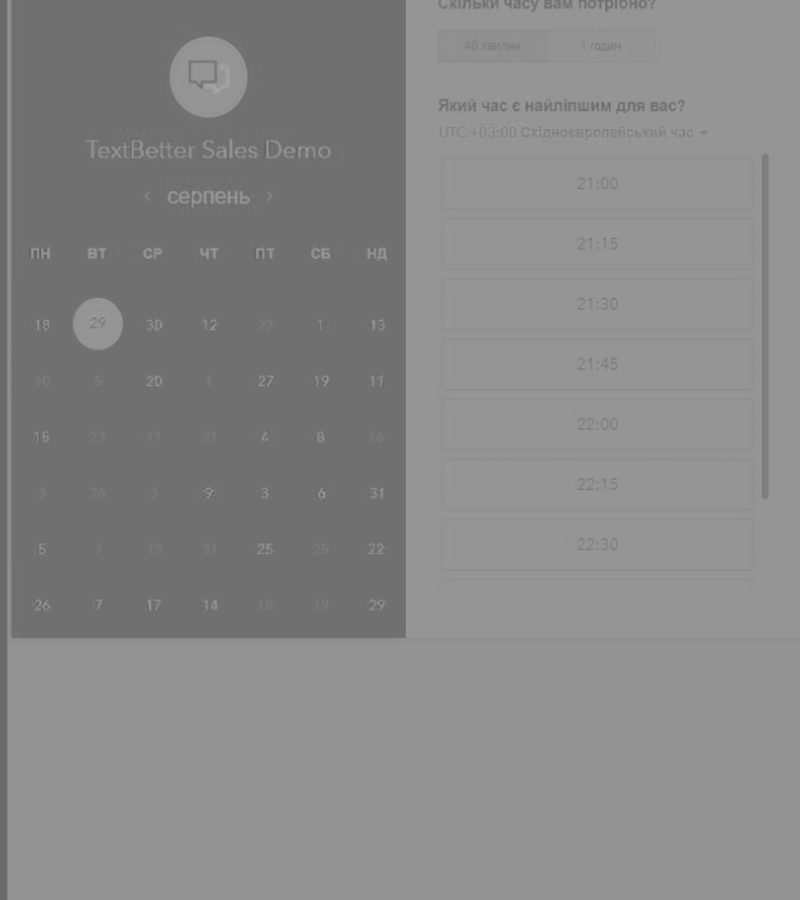 Скільки часу вам потрібно?
40 хвилин 1 годин
TextBetter Sales Demo
серпень
ПН ВТ СР ЧТ ПТ СБ НД
18 29 30 12 27 1 13
10 5 20 1 27 19 11
15 23 11 21 4 8 16
3 26 3 9 3 6 31
5 7 13 31 25 25 22
26 7 17 14 18 19 29
Який час є найліпшим для вас?
UTC +03:00 Східноєвропейський час
21:00
21:15
21:30
21:45
22:00
22:15
22:30